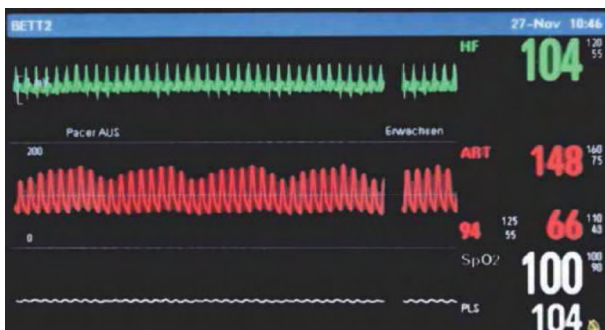 BETT2 27-Nov 10:46
HF 104 120
55
Pacer AUS Erwachsen
200
ART 148 160
75
94 125
55 66 110
40
0
SpO2 100 100
90
PLS 104